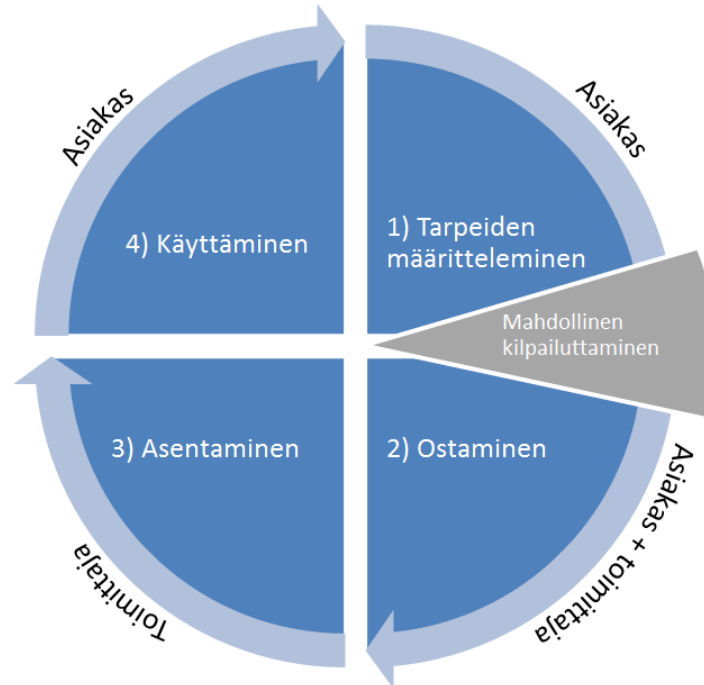 Asiakas
Asiakas
4) Käyttäminen
1) Tarpeiden
määritteleminen
Mahdollinen
kilpailuttaminen
3) Asentaminen
2) Ostaminen
Toimittaja
Asiakas + toimittaja